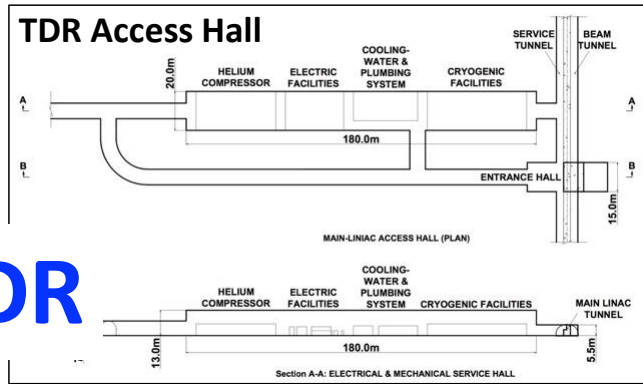 TDR Access Hall
SERVICE TUNNEL
BEAM TUNNEL
HELIUM COMPRESSOR
ELECTRIC FACILITIES
COOLING-WATER & PLUMBING SYSTEM
CRYOGENIC FACILITIES
20.0m
A
A
180.0m
B
B
ENTRANCE HALL
15.0m
MAIN-LINIAC ACCESS HALL (PLAN)
DR
HELIUM COMPRESSOR
ELECTRIC FACILITIES
COOLING-WATER & PLUMBING SYSTEM
CRYOGENIC FACILITIES
MAIN LINAC TUNNEL
13.0m
180.0m
5.5m
Section A-A: ELECTRICAL & MECHANICAL SERVICE HALL